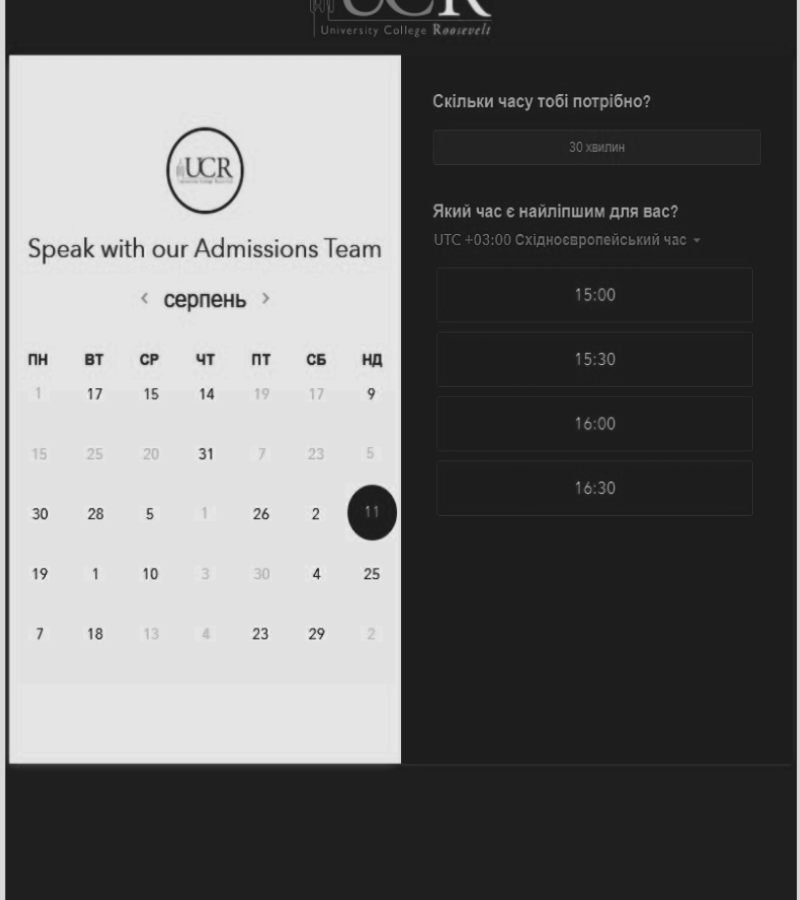 UCR
University College Roosevelt
UCR
Speak with our Admissions Team
< серпень >
ПН ВТ СР ЧТ ПТ СБ НД
1 17 15 14 19 17 9
15 25 20 31 7 23 5
30 28 5 1 26 2 11
19 1 10 3 30 4 25
7 18 13 4 23 29 2
Скільки часу тобі потрібно?
30 хвилин
Який час є найліпшим для вас?
UTC +03:00 Східноєвропейський час
15:00
15:30
16:00
16:30